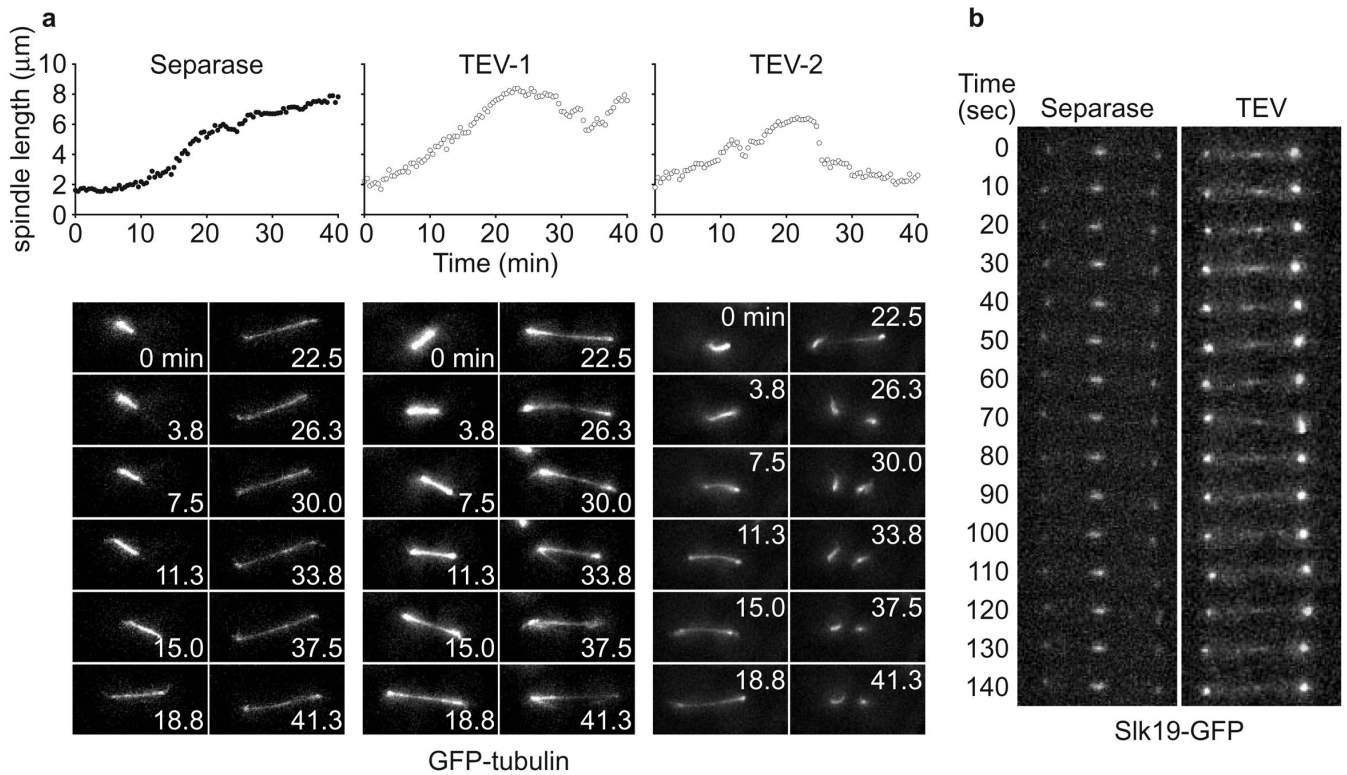 a
b
spindle length (µm)
Separase
TEV-1
TEV-2
10
8
6
4
2
0
0 10 20 30 40
0 10 20 30 40
0 10 20 30 40
Time (min)
0 min 22.5
3.8 26.3
7.5 30.0
11.3 33.8
15.0 37.5
18.8 41.3
0 min 22.5
3.8 26.3
7.5 30.0
11.3 33.8
15.0 37.5
18.8 41.3
0 min 22.5
3.8 26.3
7.5 30.0
11.3 33.8
15.0 37.5
18.8 41.3
GFP-tubulin
Time
(sec)
Separase TEV
0
10
20
30
40
50
60
70
80
90
100
110
120
130
140
Slk19-GFP